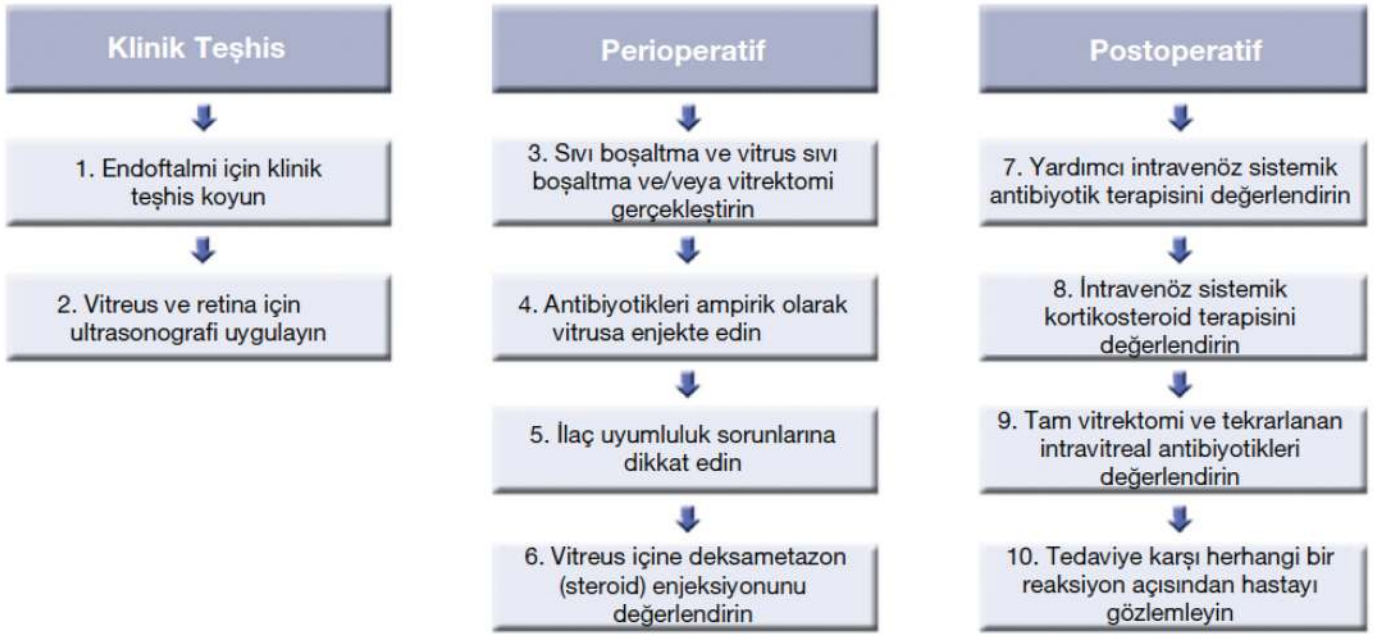 Klinik Teşhis
1. Endoftalmi için klinik
teşhis koyun
2. Vitreus ve retina için
ultrasonografi uygulayın
Perioperatif
3. Sıvı boşaltma ve vitrus sıvı
boşaltma ve/veya vitrektomi
gerçekleştirin
4. Antibiyotikleri ampirik olarak
vitrusa enjekte edin
5. İlaç uyumluluk sorunlarına
dikkat edin
6. Vitreus içine deksametazon
(steroid) enjeksiyonunu
değerlendirin
Postoperatif
7. Yardımcı intravenöz sistemik
antibiyotik terapisini değerlendirin
8. İntravenöz sistemik
kortikosteroid terapisini
değerlendirin
9. Tam vitrektomi ve tekrarlanan
intravitreal antibiyotikleri
değerlendirin
10. Tedaviye karşı herhangi bir
reaksiyon açısından hastayı
gözlemleyin